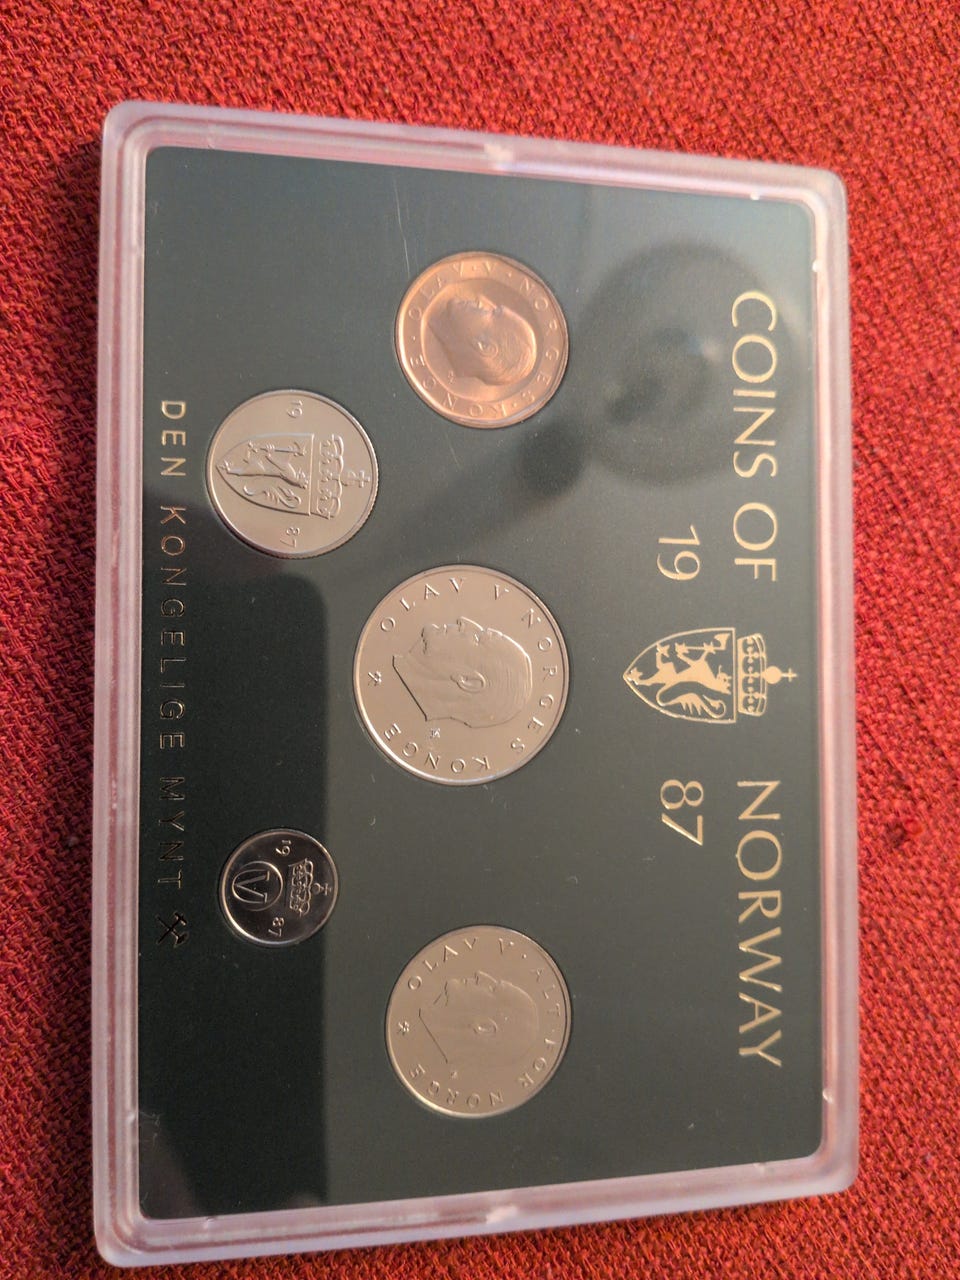 COINS OF NORWAY
19 87
OLAV·V·NORGES·KONGE·
OLAV V NORGES KONGE
OLAV V·ALT·FOR NORGE
19 87
19 87
V
DEN KONGELIGE MYNT